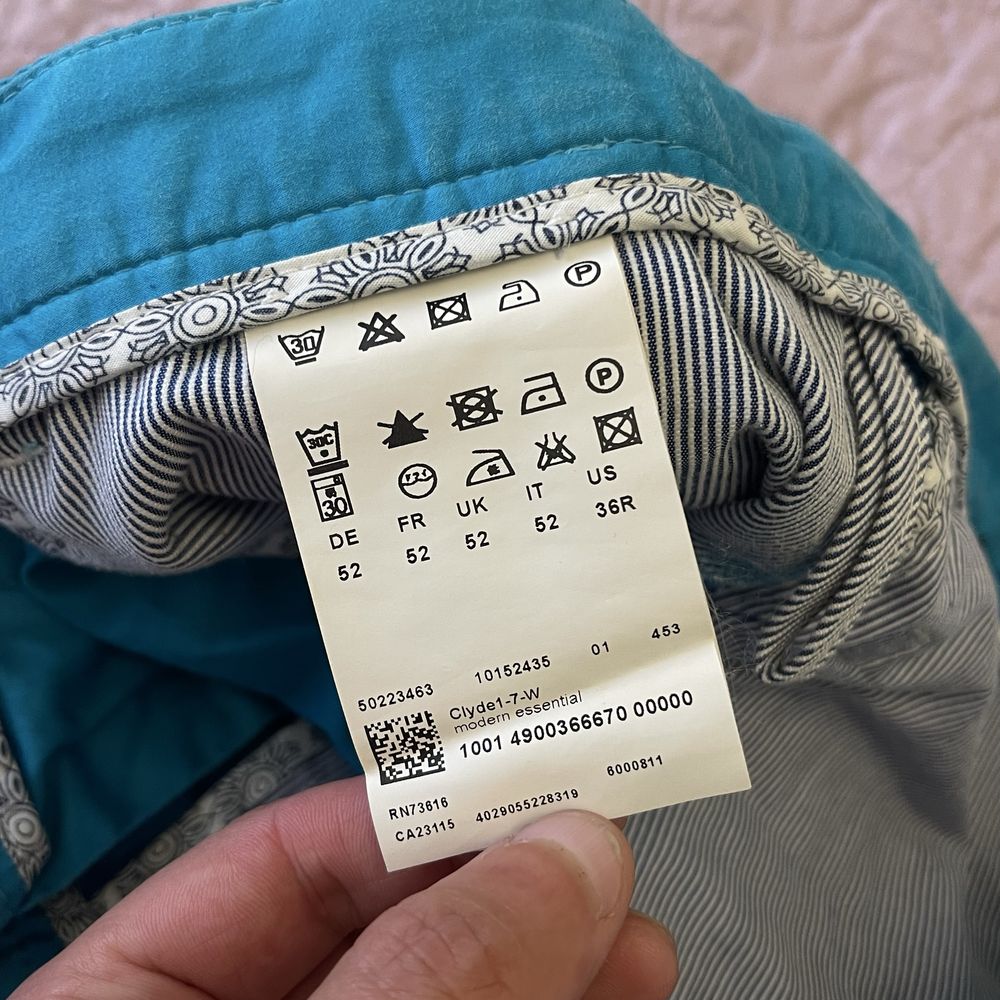 30
P
P
30C
30
DE FR UK IT US
52 52 52 52 36R
50223463 10152435 01 453
Clyde1-7-W
modern essential
1001 4900366670 00000
RN73616 6000811
CA23115 4029055228319